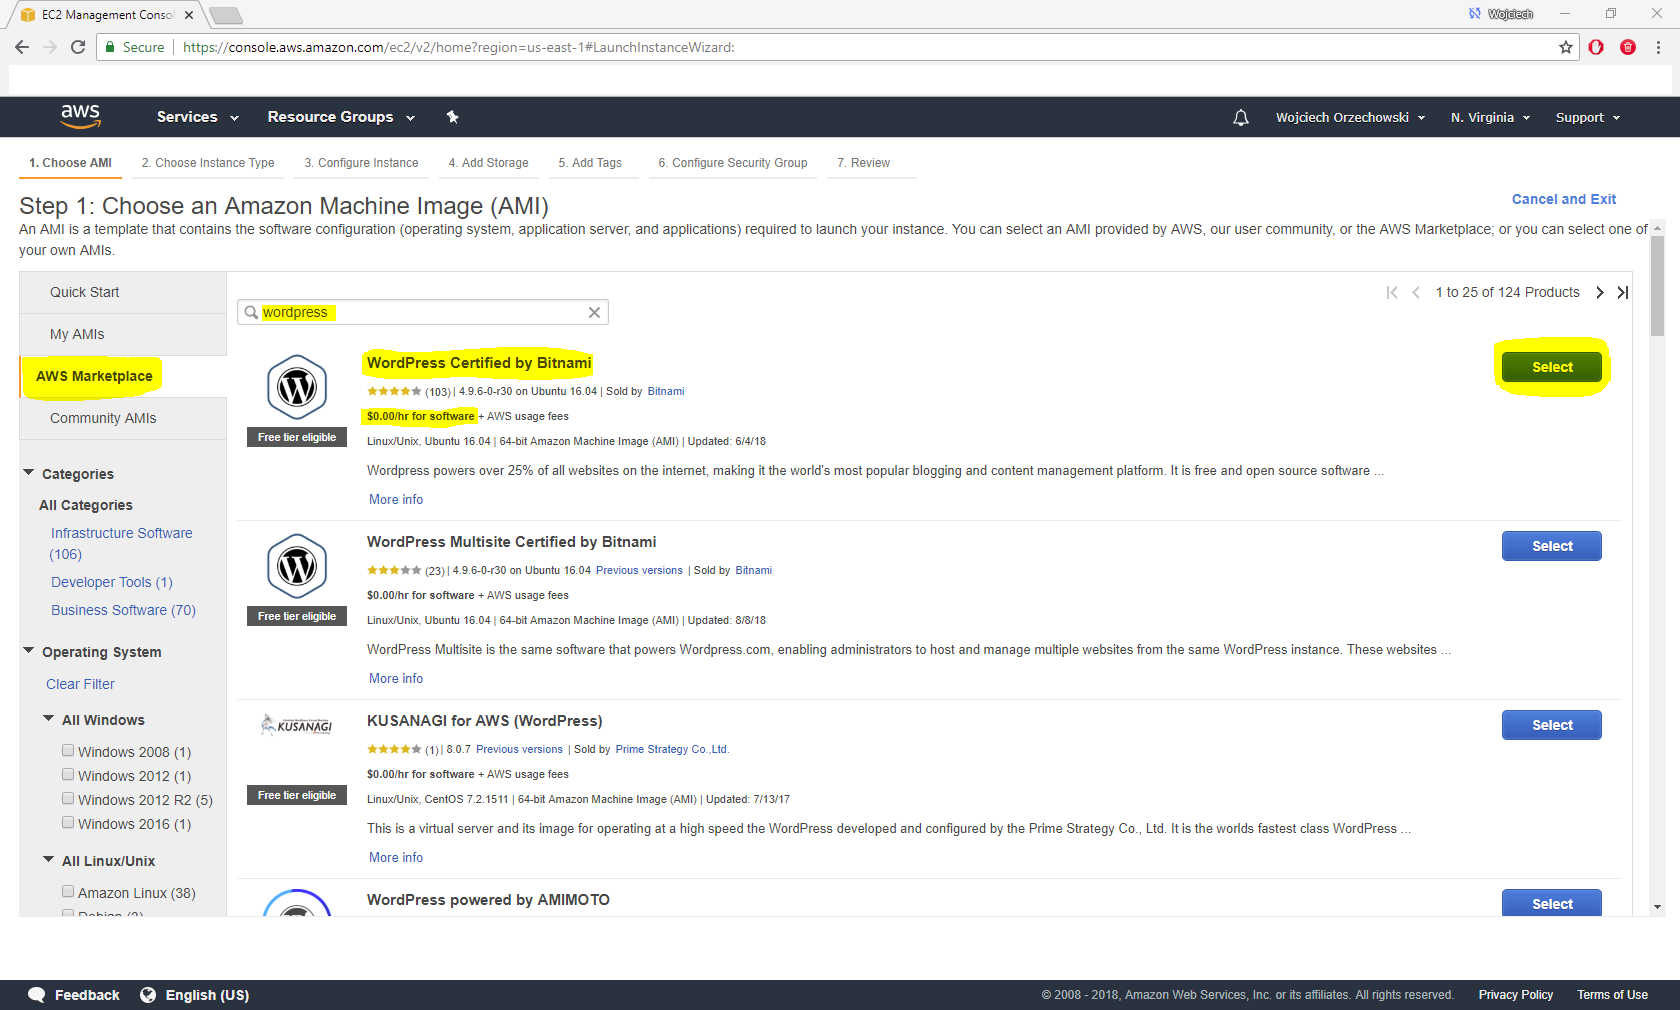 EC2 Management Conso
Wojciech
Secure | https://console.aws.amazon.com/ec2/v2/home?region=us-east-1#LaunchInstanceWizard:
aws Services Resource Groups Wojciech Orzechowski N. Virginia Support
1. Choose AMI 2. Choose Instance Type 3. Configure Instance 4. Add Storage 5. Add Tags 6. Configure Security Group 7. Review
Step 1: Choose an Amazon Machine Image (AMI)
Cancel and Exit
An AMI is a template that contains the software configuration (operating system, application server, and applications) required to launch your instance. You can select an AMI provided by AWS, our user community, or the AWS Marketplace; or you can select one of
your own AMIs.
Quick Start
My AMIs
AWS Marketplace
Community AMIs
Categories
All Categories
Infrastructure Software
(106)
Developer Tools (1)
Business Software (70)
Operating System
Clear Filter
All Windows
Windows 2008 (1)
Windows 2012 (1)
Windows 2012 R2 (5)
Windows 2016 (1)
All Linux/Unix
Amazon Linux (38)
wordpress
1 to 25 of 124 Products
WordPress Certified by Bitnami
Select
(103) | 4.9.6-0-r30 on Ubuntu 16.04 | Sold by Bitnami
$0.00/hr for software + AWS usage fees
Free tier eligible
Linux/Unix, Ubuntu 16.04 | 64-bit Amazon Machine Image (AMI) | Updated: 6/4/18
Wordpress powers over 25% of all websites on the internet, making it the world's most popular blogging and content management platform. It is free and open source software ...
More info
WordPress Multisite Certified by Bitnami
Select
(23) | 4.9.6-0-r30 on Ubuntu 16.04 Previous versions | Sold by Bitnami
$0.00/hr for software + AWS usage fees
Free tier eligible
Linux/Unix, Ubuntu 16.04 | 64-bit Amazon Machine Image (AMI) | Updated: 8/8/18
WordPress Multisite is the same software that powers Wordpress.com, enabling administrators to host and manage multiple websites from the same WordPress instance. These websites ...
More info
KUSANAGI
KUSANAGI for AWS (WordPress)
Select
(1) | 8.0.7 Previous versions | Sold by Prime Strategy Co.,Ltd.
$0.00/hr for software + AWS usage fees
Free tier eligible
Linux/Unix, CentOS 7.2.1511 | 64-bit Amazon Machine Image (AMI) | Updated: 7/13/17
This is a virtual server and its image for operating at a high speed the WordPress developed and configured by the Prime Strategy Co., Ltd. It is the worlds fastest class WordPress ...
More info
WordPress powered by AMIMOTO
Select
Feedback English (US)
© 2008 - 2018, Amazon Web Services, Inc. or its affiliates. All rights reserved. Privacy Policy Terms of Use